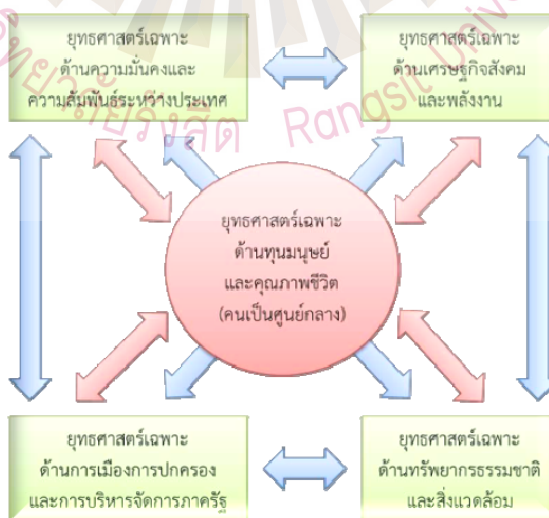 ยุทธศาสตร์เฉพาะ
ด้านความมั่นคงและ
ความสัมพันธ์ระหว่างประเทศ
ยุทธศาสตร์เฉพาะ
ด้านเศรษฐกิจสังคม
และพลังงาน
รังสิต Rangsit
ยุทธศาสตร์เฉพาะ
ด้านทุนมนุษย์
และคุณภาพชีวิต
(คนเป็นศูนย์กลาง)
ยุทธศาสตร์เฉพาะ
ด้านการเมืองการปกครอง
และการบริหารจัดการภาครัฐ
ยุทธศาสตร์เฉพาะ
ด้านทรัพยากรธรรมชาติ
และสิ่งแวดล้อม